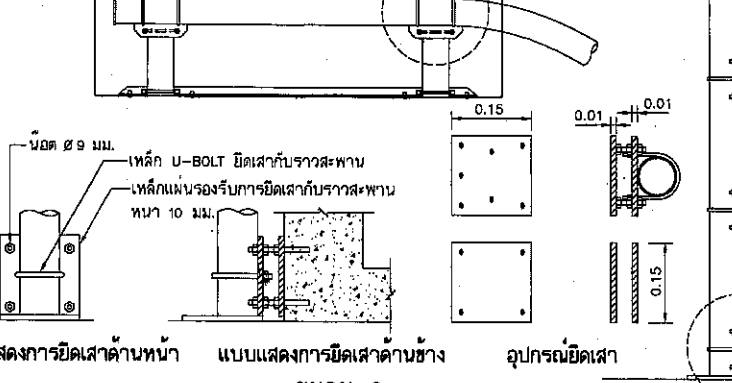 0.15
0.01
0.01
น๊อต Ø 9 มม.
เหล็ก U-BOLT ยึดเสากับราวสะพาน
เหล็กแผ่นรองรับการยึดเสากับราวสะพาน
หนา 10 มม.
0.15
สดงการยึดเสาด้านหน้า
แบบแสดงการยึดเสาด้านข้าง
อุปกรณ์ยึดเสา